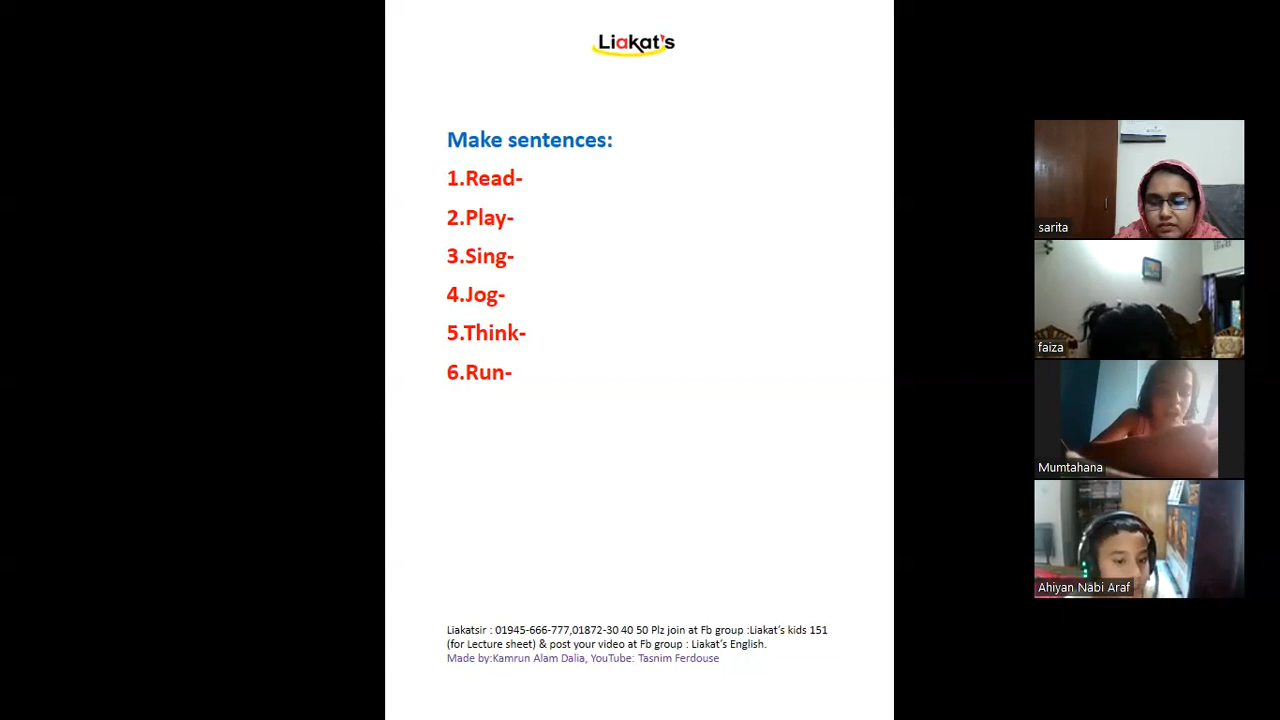 Liakat's
Make sentences:
1.Read-
2.Play-
3.Sing-
4.Jog-
5.Think-
6.Run-
Liakatsir : 01945-666-777,01872-30 40 50 Plz join at Fb group :Liakat's kids 151
(for Lecture sheet) & post your video at Fb group : Liakat's English.
Made by:Kamrun Alam Dalia, YouTube: Tasnim Ferdouse
sarita
faiza
Mumtahana
Ahiyan Nabi Araf